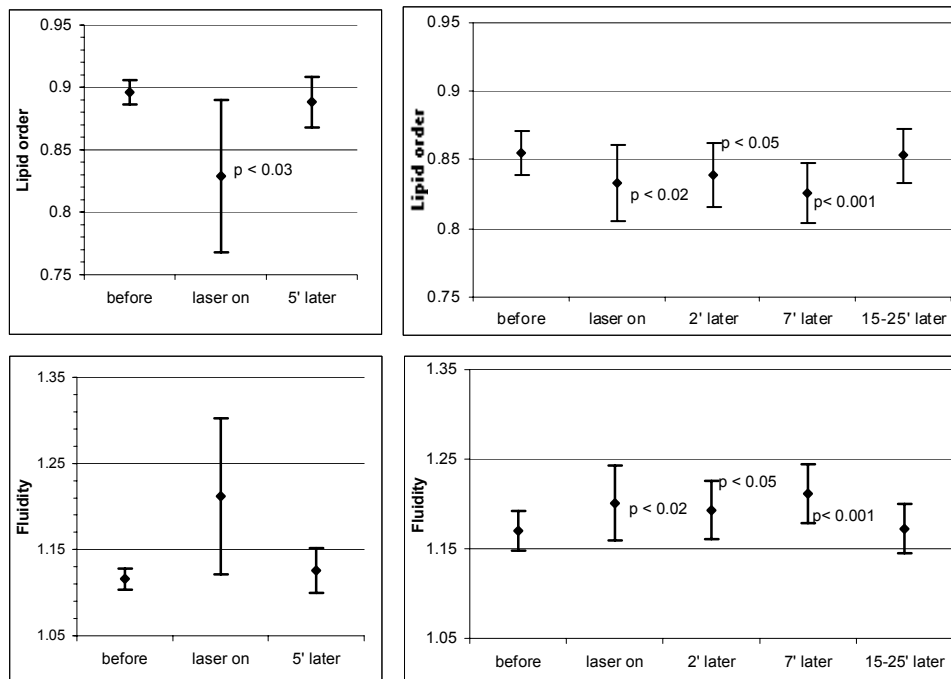 0.95
0.9
0.85
0.8
0.75
Lipid order
p < 0.03
before laser on 5' later
0.95
0.9
0.85
0.8
0.75
Lipid order
p < 0.05
p < 0.02
p< 0.001
before laser on 2' later 7' later 15-25' later
1.35
1.25
1.15
1.05
Fluidity
before laser on 5' later
1.35
1.25
1.15
1.05
Fluidity
p < 0.05
p < 0.02
p< 0.001
before laser on 2' later 7' later 15-25' later